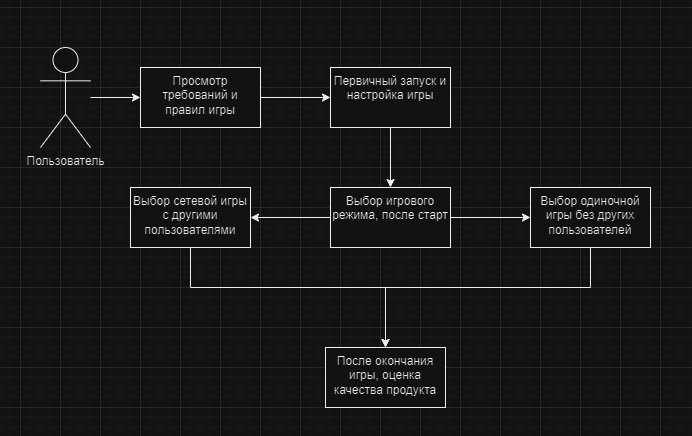 Просмотр
требований и
правил игры
Первичный запуск и
настройка игры
Пользователь
Выбор сетевой игры
с другими
пользователями
Выбор игрового
режима, после старт
Выбор одиночной
игры без других
пользователей
После окончания
игры, оценка
качества продукта